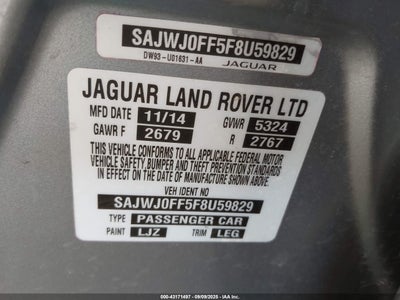 SAJWJ0FF5F8U59829
DW93 - U01631 - AA JAGUAR
JAGUAR LAND ROVER LTD
MFD DATE 11/14 GVWR 5324
GAWR F 2679 R 2767
THIS VEHICLE CONFORMS TO ALL APPLICABLE FEDERAL MOTOR
VEHICLE SAFETY, BUMPER AND THEFT PREVENTION STANDARDS
IN EFFECT ON THE DATE OF MANUFACTURE SHOWN ABOVE.
VEH IDENT NO
SAJWJ0FF5F8U59829
TYPE PASSENGER CAR
PAINT LJZ TRIM LEG
000-43171497 09/09/2025 - IAAI